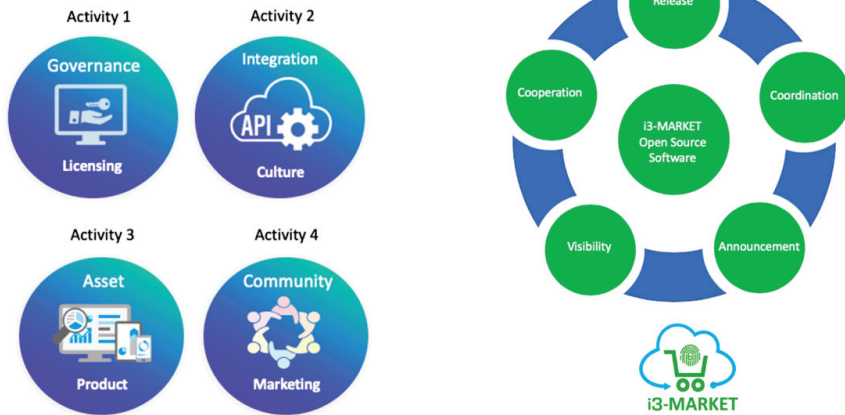 Activity 1
Governance
Licensing
Activity 2
Integration
API
Culture
Activity 3
Asset
Product
Activity 4
Community
Marketing
Release
Cooperation
Coordination
i3-MARKET
Open Source
Software
Visibility
Announcement
i3-MARKET